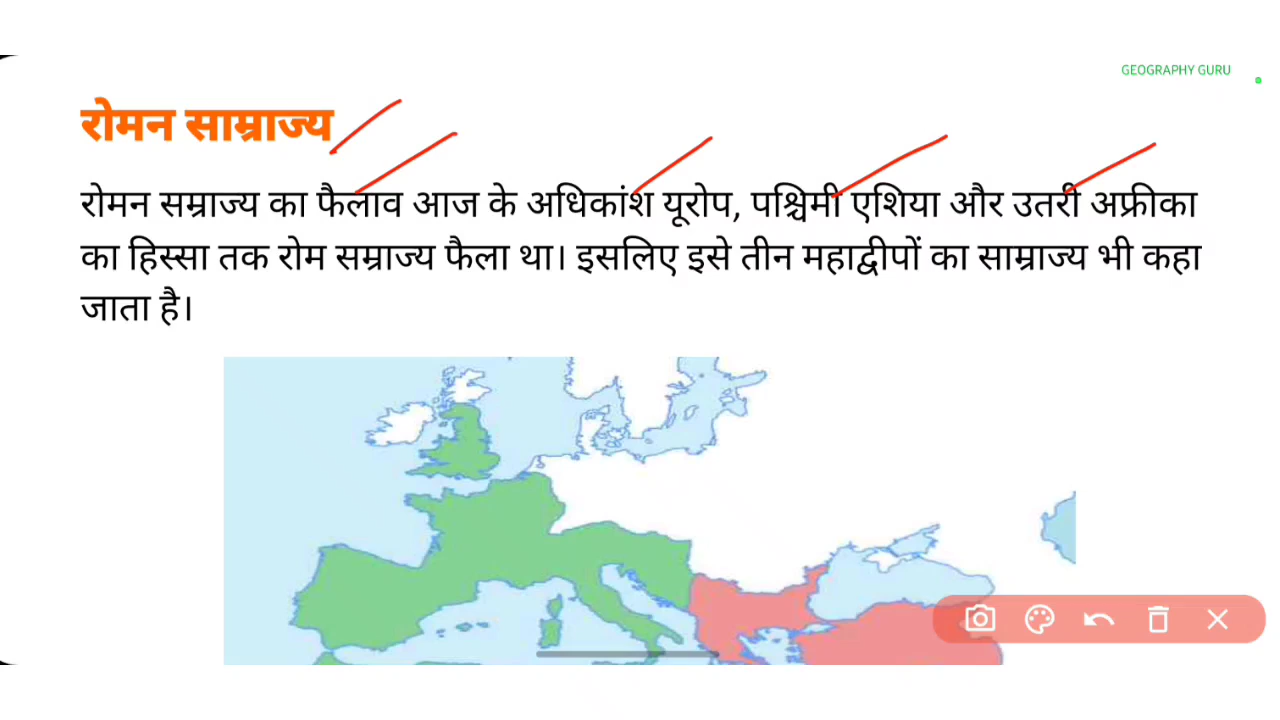 GEOGRAPHY GURU
रोमन साम्राज्य
रोमन सम्राज्य का फैलाव आज के अधिकांश यूरोप, पश्चिमी एशिया और उतरी अफ्रीका
का हिस्सा तक रोम सम्राज्य फैला था। इसलिए इसे तीन महाद्वीपों का साम्राज्य भी कहा
जाता है।